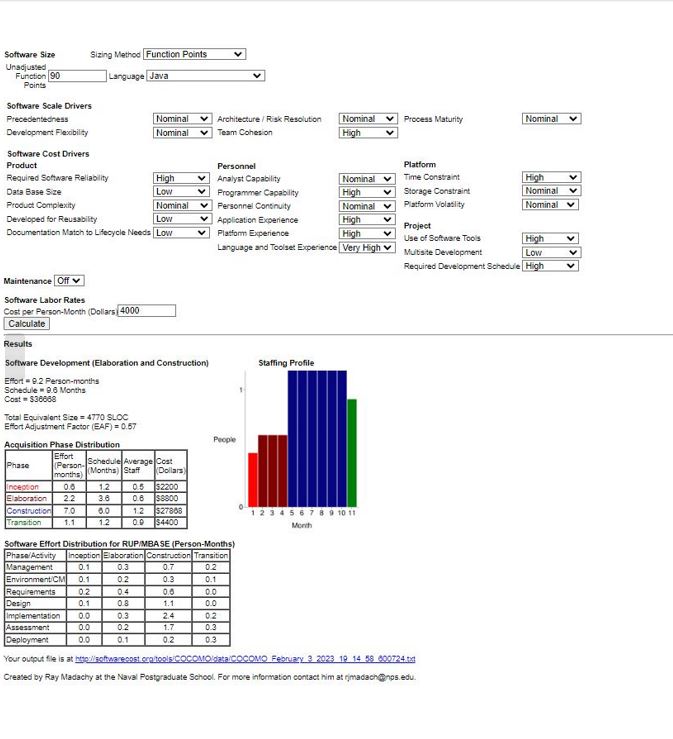 Software Size Sizing Method Function Points
Unadjusted
Function 90 Language Java
Points
Software Scale Drivers
Precedentedness Nominal Architecture / Risk Resolution Nominal Process Maturity Nominal
Development Flexibility Nominal Team Cohesion High
Software Cost Drivers
Product Personnel Platform
Required Software Reliability High Analyst Capability Nominal Time Constraint High
Data Base Size Low Programmer Capability High Storage Constraint Nominal
Product Complexity Nominal Personnel Continuity Nominal Platform Volatility Nominal
Developed for Reusability Low Application Experience High Project
Documentation Match to Lifecycle Needs Low Platform Experience High Use of Software Tools High
Language and Toolset Experience Very High Multisite Development Low
Required Development Schedule High
Maintenance Off
Software Labor Rates
Cost per Person-Month (Dollars) 4000
Calculate
Results
Software Development (Elaboration and Construction) Staffing Profile
Effort = 9.2 Person-months
Schedule = 9.6 Months
Cost = $36668
Total Equivalent Size = 4770 SLOC
Effort Adjustment Factor (EAF) = 0.57
Acquisition Phase Distribution
Phase Effort (Person-months) Schedule (Months) Average Staff Cost (Dollars)
Inception 0.6 1.2 0.5 $2200
Elaboration 2.2 3.6 0.6 $8800
Construction 7.0 6.0 1.2 $27868
Transition 1.1 1.2 0.9 $4400
1
People
0
1 2 3 4 5 6 7 8 9 10 11
Month
Software Effort Distribution for RUP/MBASE (Person-Months)
Phase/Activity Inception Elaboration Construction Transition
Management 0.1 0.3 0.7 0.2
Environment/CM 0.1 0.2 0.3 0.1
Requirements 0.2 0.4 0.6 0.0
Design 0.1 0.8 1.1 0.0
Implementation 0.0 0.3 2.4 0.2
Assessment 0.0 0.2 1.7 0.3
Deployment 0.0 0.1 0.2 0.3
Your output file is at http://softwarecost.org/tools/COCOMO/data/COCOMO_February_3_2023_19_14_58_600724.txt
Created by Ray Madachy at the Naval Postgraduate School. For more information contact him at rjmadach@nps.edu.